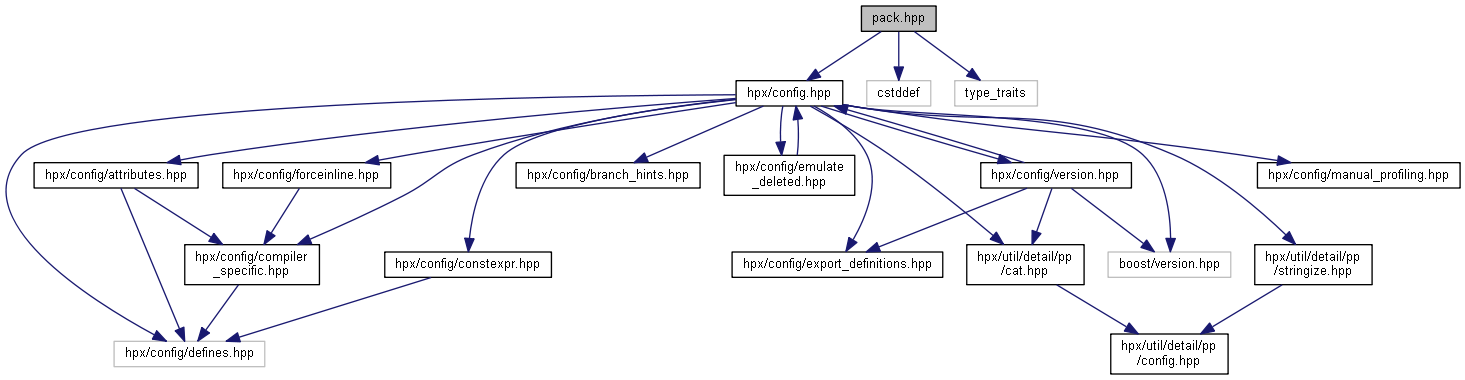 pack.hpp
hpx/config.hpp
cstddef
type_traits
hpx/config/attributes.hpp
hpx/config/forceinline.hpp
hpx/config/branch_hints.hpp
hpx/config/emulate
_deleted.hpp
hpx/config/version.hpp
hpx/config/manual_profiling.hpp
hpx/config/compiler
_specific.hpp
hpx/config/constexpr.hpp
hpx/config/export_definitions.hpp
hpx/util/detail/pp
/cat.hpp
boost/version.hpp
hpx/util/detail/pp
/stringize.hpp
hpx/config/defines.hpp
hpx/util/detail/pp
/config.hpp